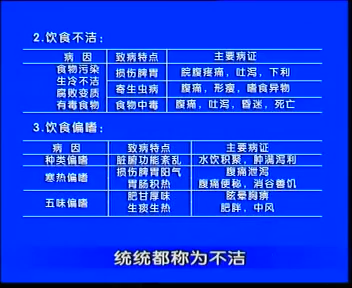 2.饮食不洁：
病因 致病特点 主要病证
食物污染 损伤脾胃 脘腹疼痛，吐泻，下利
生冷不洁
腐败变质 寄生虫病 腹痛，形瘦，嗜食异物
有毒食物 食物中毒 腹痛，吐泻，昏迷，死亡
3.饮食偏嗜：
病因 致病特点 主要病证
种类偏嗜 脏腑功能紊乱 水饮积聚，肿满泻利
寒热偏嗜 损伤脾胃阳气 腹痛泄泻
胃肠积热 腹痛便秘，消谷善饥
五味偏嗜 肥甘厚味 眩晕胸痹
生痰生热 肥胖，中风
统统都称为不洁